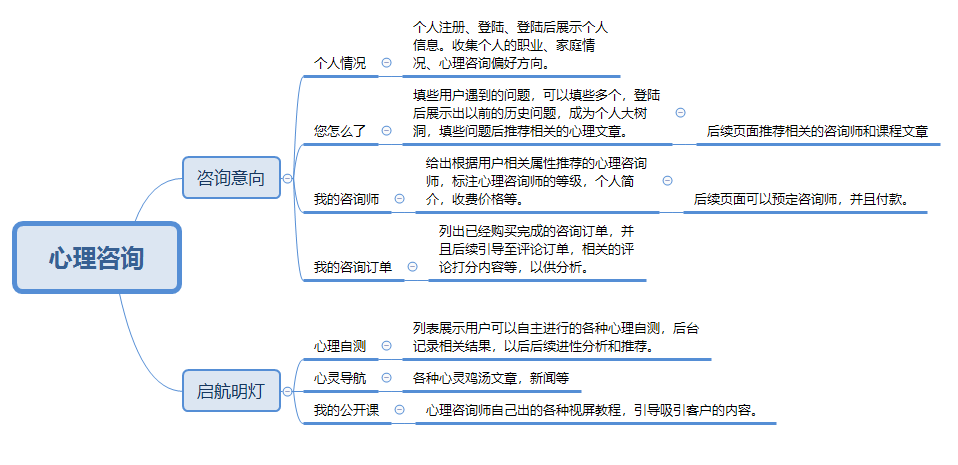 心理咨询
咨询意向
个人情况
个人注册、登陆、登陆后展示个人
信息。收集个人的职业、家庭情
况、心理咨询偏好方向。
您怎么了
填些用户遇到的问题，可以填些多个，登陆
后展示出以前的历史问题，成为个人大树
洞，填些问题后推荐相关的心理文章。
后续页面推荐相关的咨询师和课程文章
我的咨询师
给出根据用户相关属性推荐的心理咨询
师，标注心理咨询师的等级，个人简
介，收费价格等。
后续页面可以预定咨询师，并且付款。
我的咨询订单
列出已经购买完成的咨询订单，并
且后续引导至评论订单，相关的评
论打分内容等，以供分析。
启航明灯
心理自测
列表展示用户可以自主进行的各种心理自测，后台
记录相关结果，以后后续进性分析和推荐。
心灵导航
各种心灵鸡汤文章，新闻等
我的公开课
心理咨询师自己出的各种视屏教程，引导吸引客户的内容。